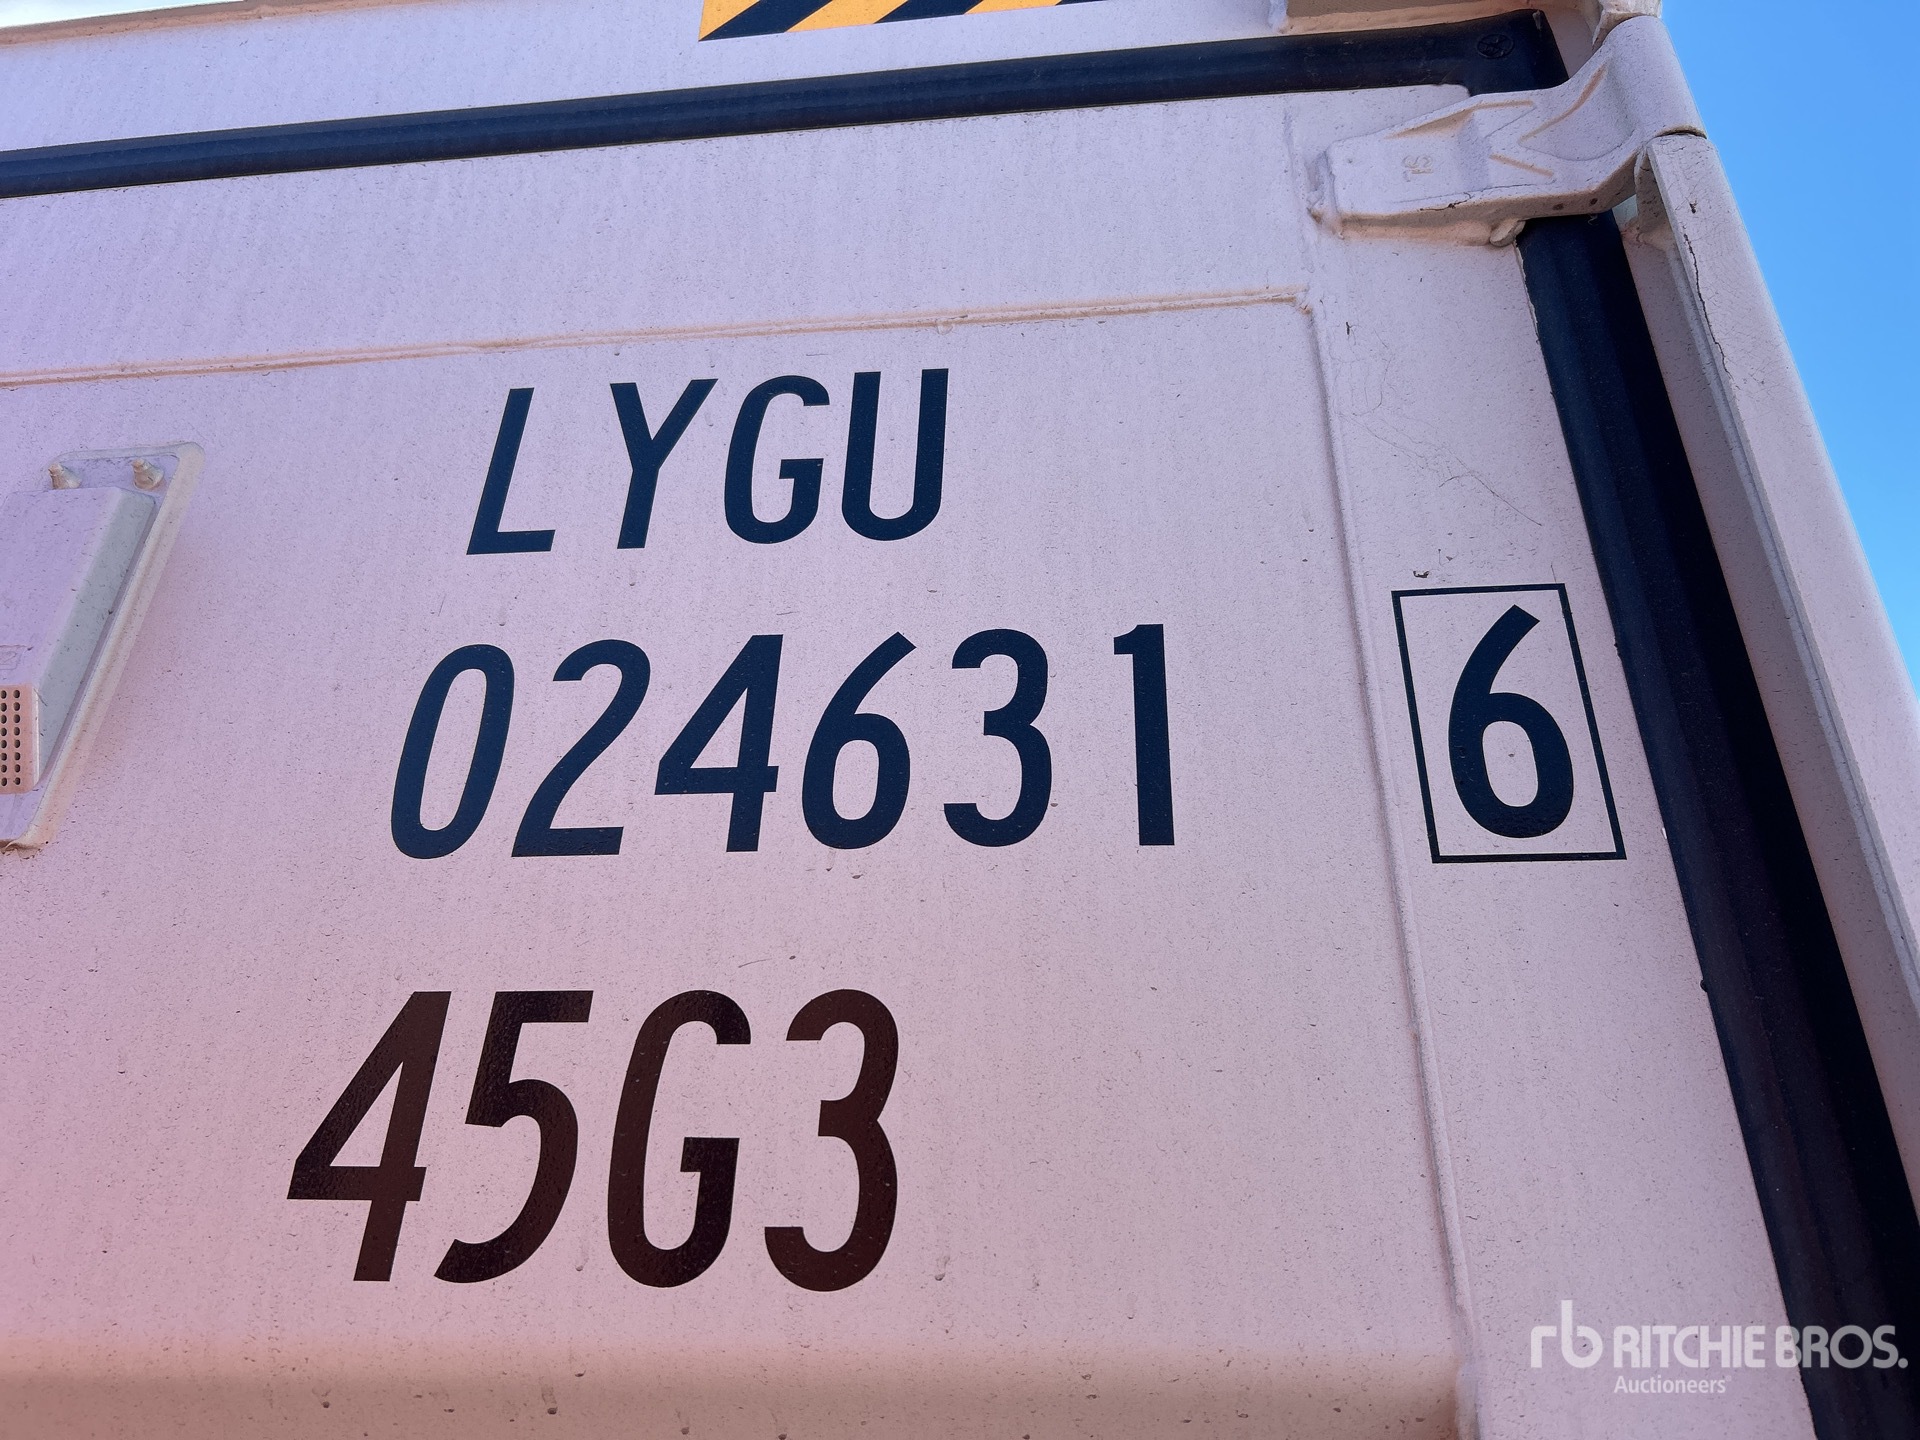 LYGU
024631 6
45G3
rb RITCHIE BROS.
Auctioneers